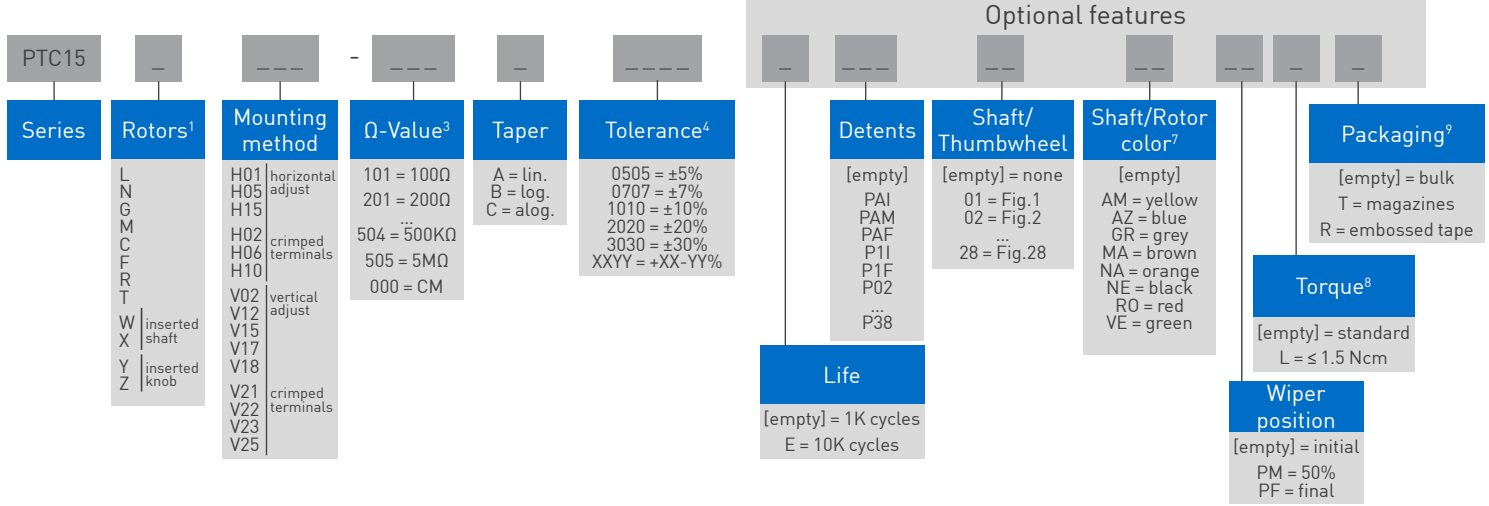 Optional features
PTC15 _ _ _ _ - _ _ _ _ _ _ _ _ _ _ _ _ _ _ _ _ _ _ _ _
Series
Rotors¹
L
N
G
M
C
F
R
T
W
X
inserted
shaft
Y
Z
inserted
knob
Mounting
method
H01
H05
H15
horizontal
adjust
H02
H06
H10
crimped
terminals
V02
V12
V15
V17
V18
vertical
adjust
V21
V22
V23
V25
crimped
terminals
Ω-Value³
101 = 100Ω
201 = 200Ω
...
504 = 500KΩ
505 = 5MΩ
000 = CM
Taper
A = lin.
B = log.
C = alog.
Tolerance⁴
0505 = ±5%
0707 = ±7%
1010 = ±10%
2020 = ±20%
3030 = ±30%
XXYY = +XX-YY%
Life
[empty] = 1K cycles
E = 10K cycles
Detents
[empty]
PAI
PAM
PAF
P1I
P1F
P02
...
P38
Shaft/
Thumbwheel
[empty] = none
01 = Fig.1
02 = Fig.2
...
28 = Fig.28
Shaft/Rotor
color⁷
[empty]
AM = yellow
AZ = blue
GR = grey
MA = brown
NA = orange
NE = black
RO = red
VE = green
Wiper
position
[empty] = initial
PM = 50%
PF = final
Torque⁸
[empty] = standard
L = ≤ 1.5 Ncm
Packaging⁹
[empty] = bulk
T = magazines
R = embossed tape